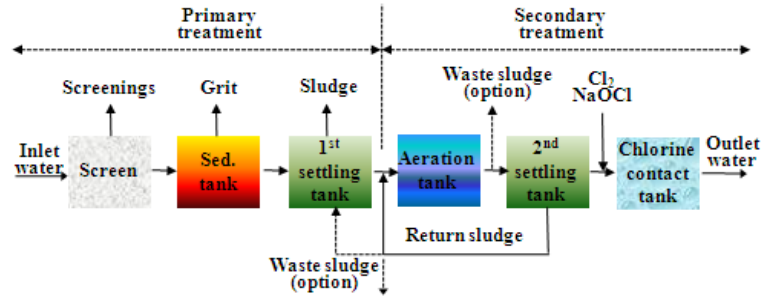 Primary
treatment
Secondary
treatment
Screenings
Grit
Sludge
Waste sludge
(option)
Cl2
NaOCl
Inlet
water
Screen
Sed.
tank
1st
settling
tank
Aeration
tank
2nd
settling
tank
Chlorine
contact
tank
Outlet
water
Return sludge
Waste sludge
(option)